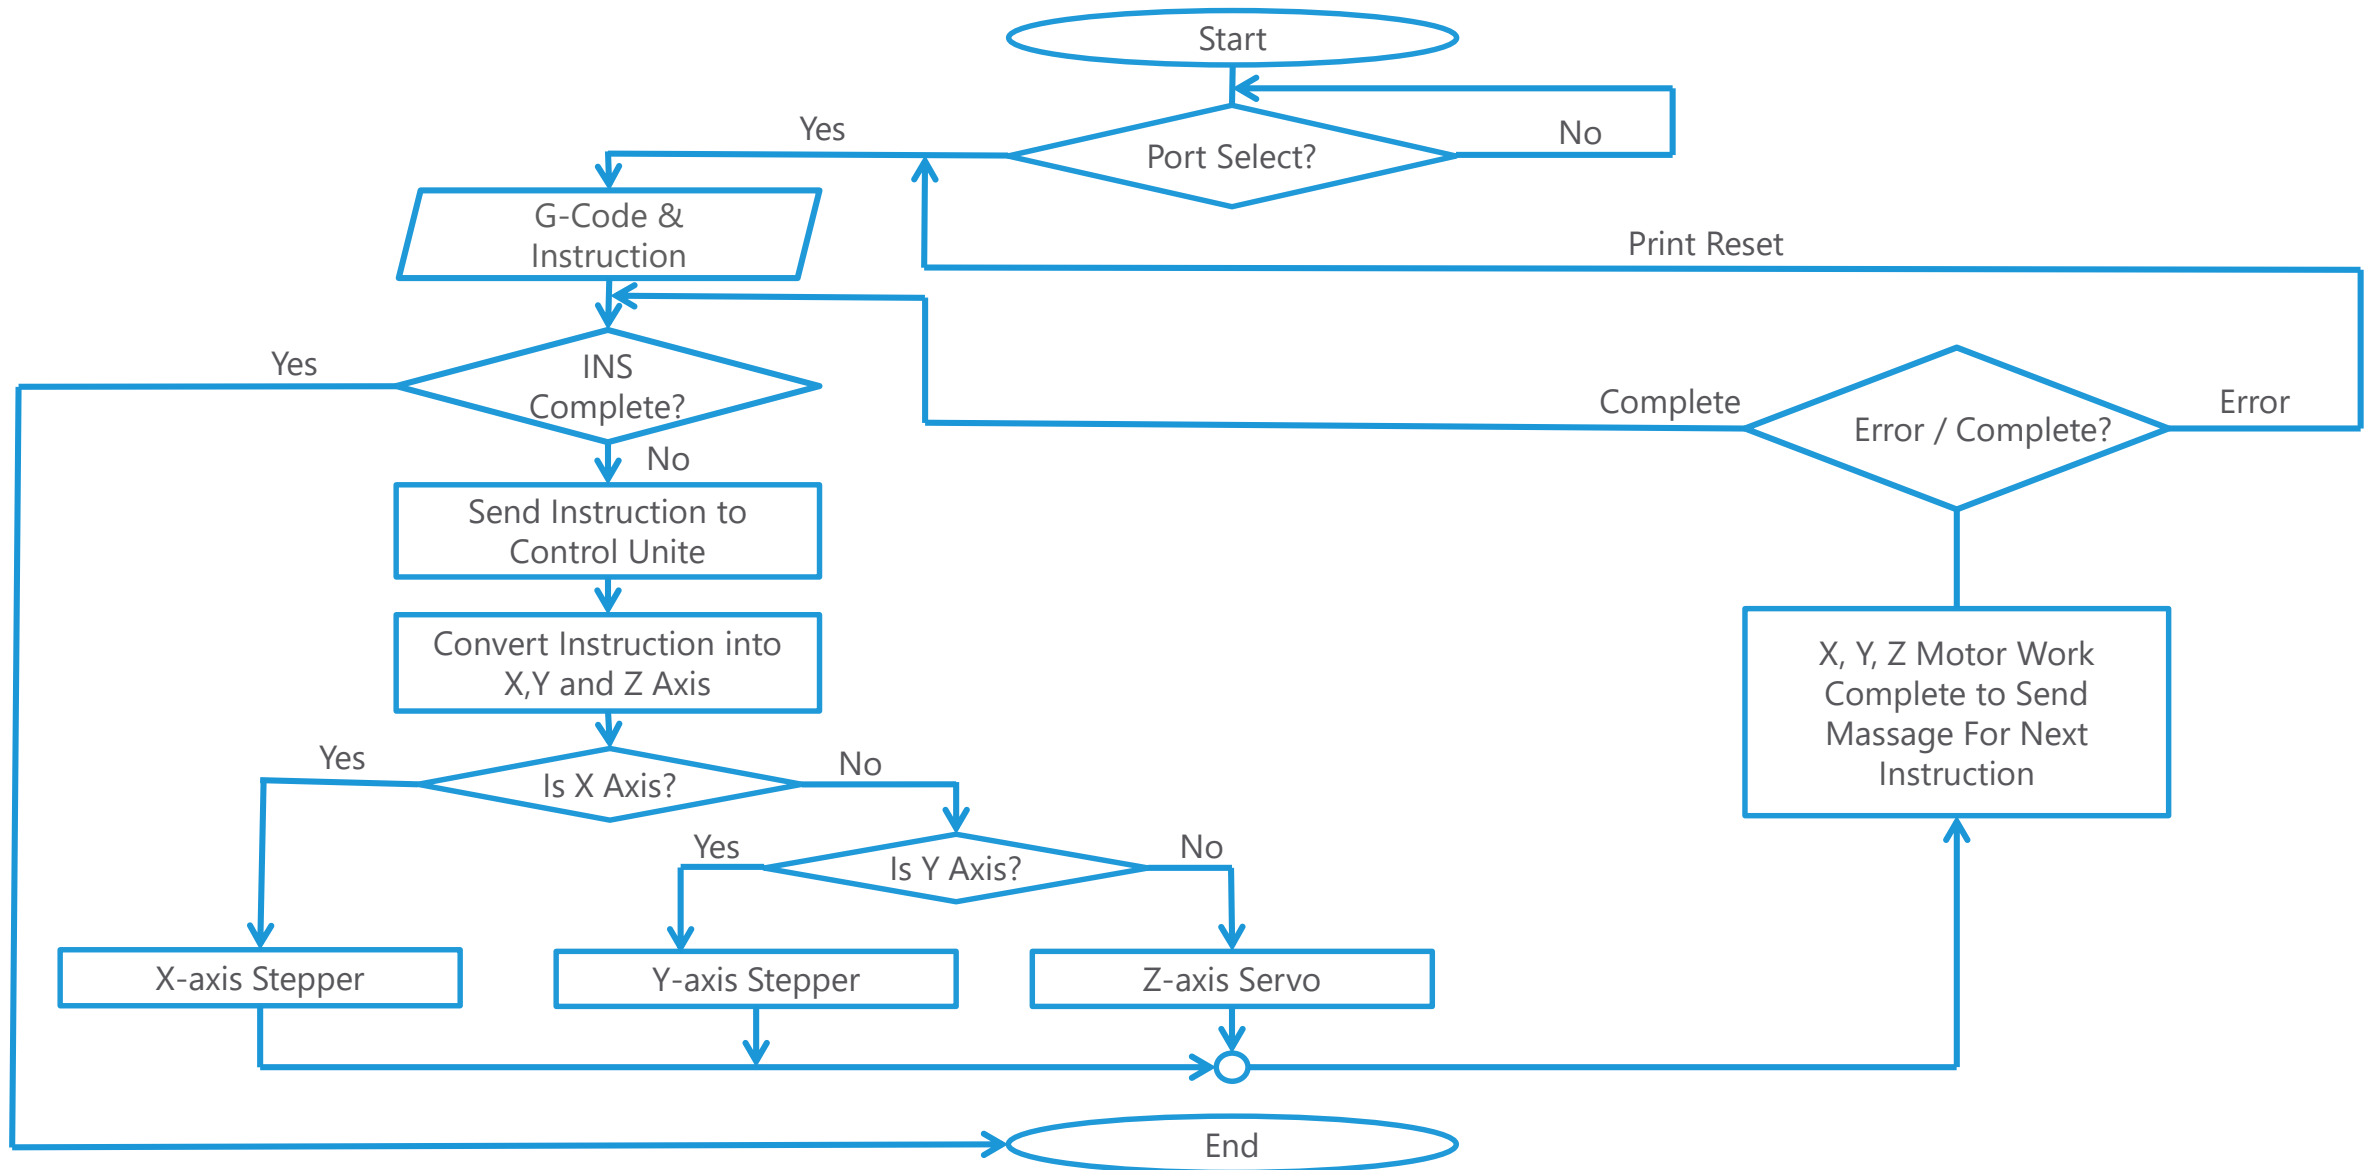 Start
Yes
No
Port Select?
G-Code &
Instruction
Print Reset
Yes
INS
Complete?
Complete
Error
Error / Complete?
No
Send Instruction to
Control Unite
Convert Instruction into
X,Y and Z Axis
X, Y, Z Motor Work
Complete to Send
Massage For Next
Instruction
Yes
No
Is X Axis?
Yes
No
Is Y Axis?
X-axis Stepper
Y-axis Stepper
Z-axis Servo
End